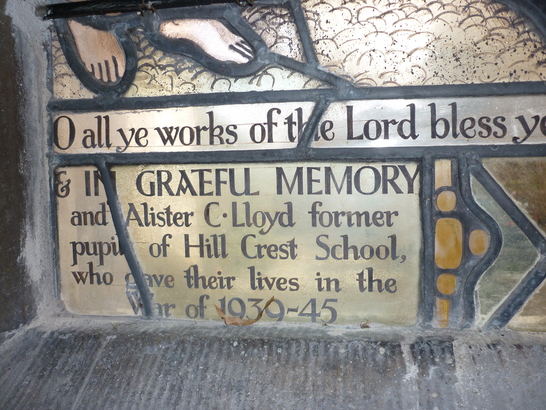 O all ye works of the Lord bless ye
& IN GRATEFUL MEMORY
and Alister C·Lloyd former
pupils of Hill Crest School,
who gave their lives in the
War of 1939-45